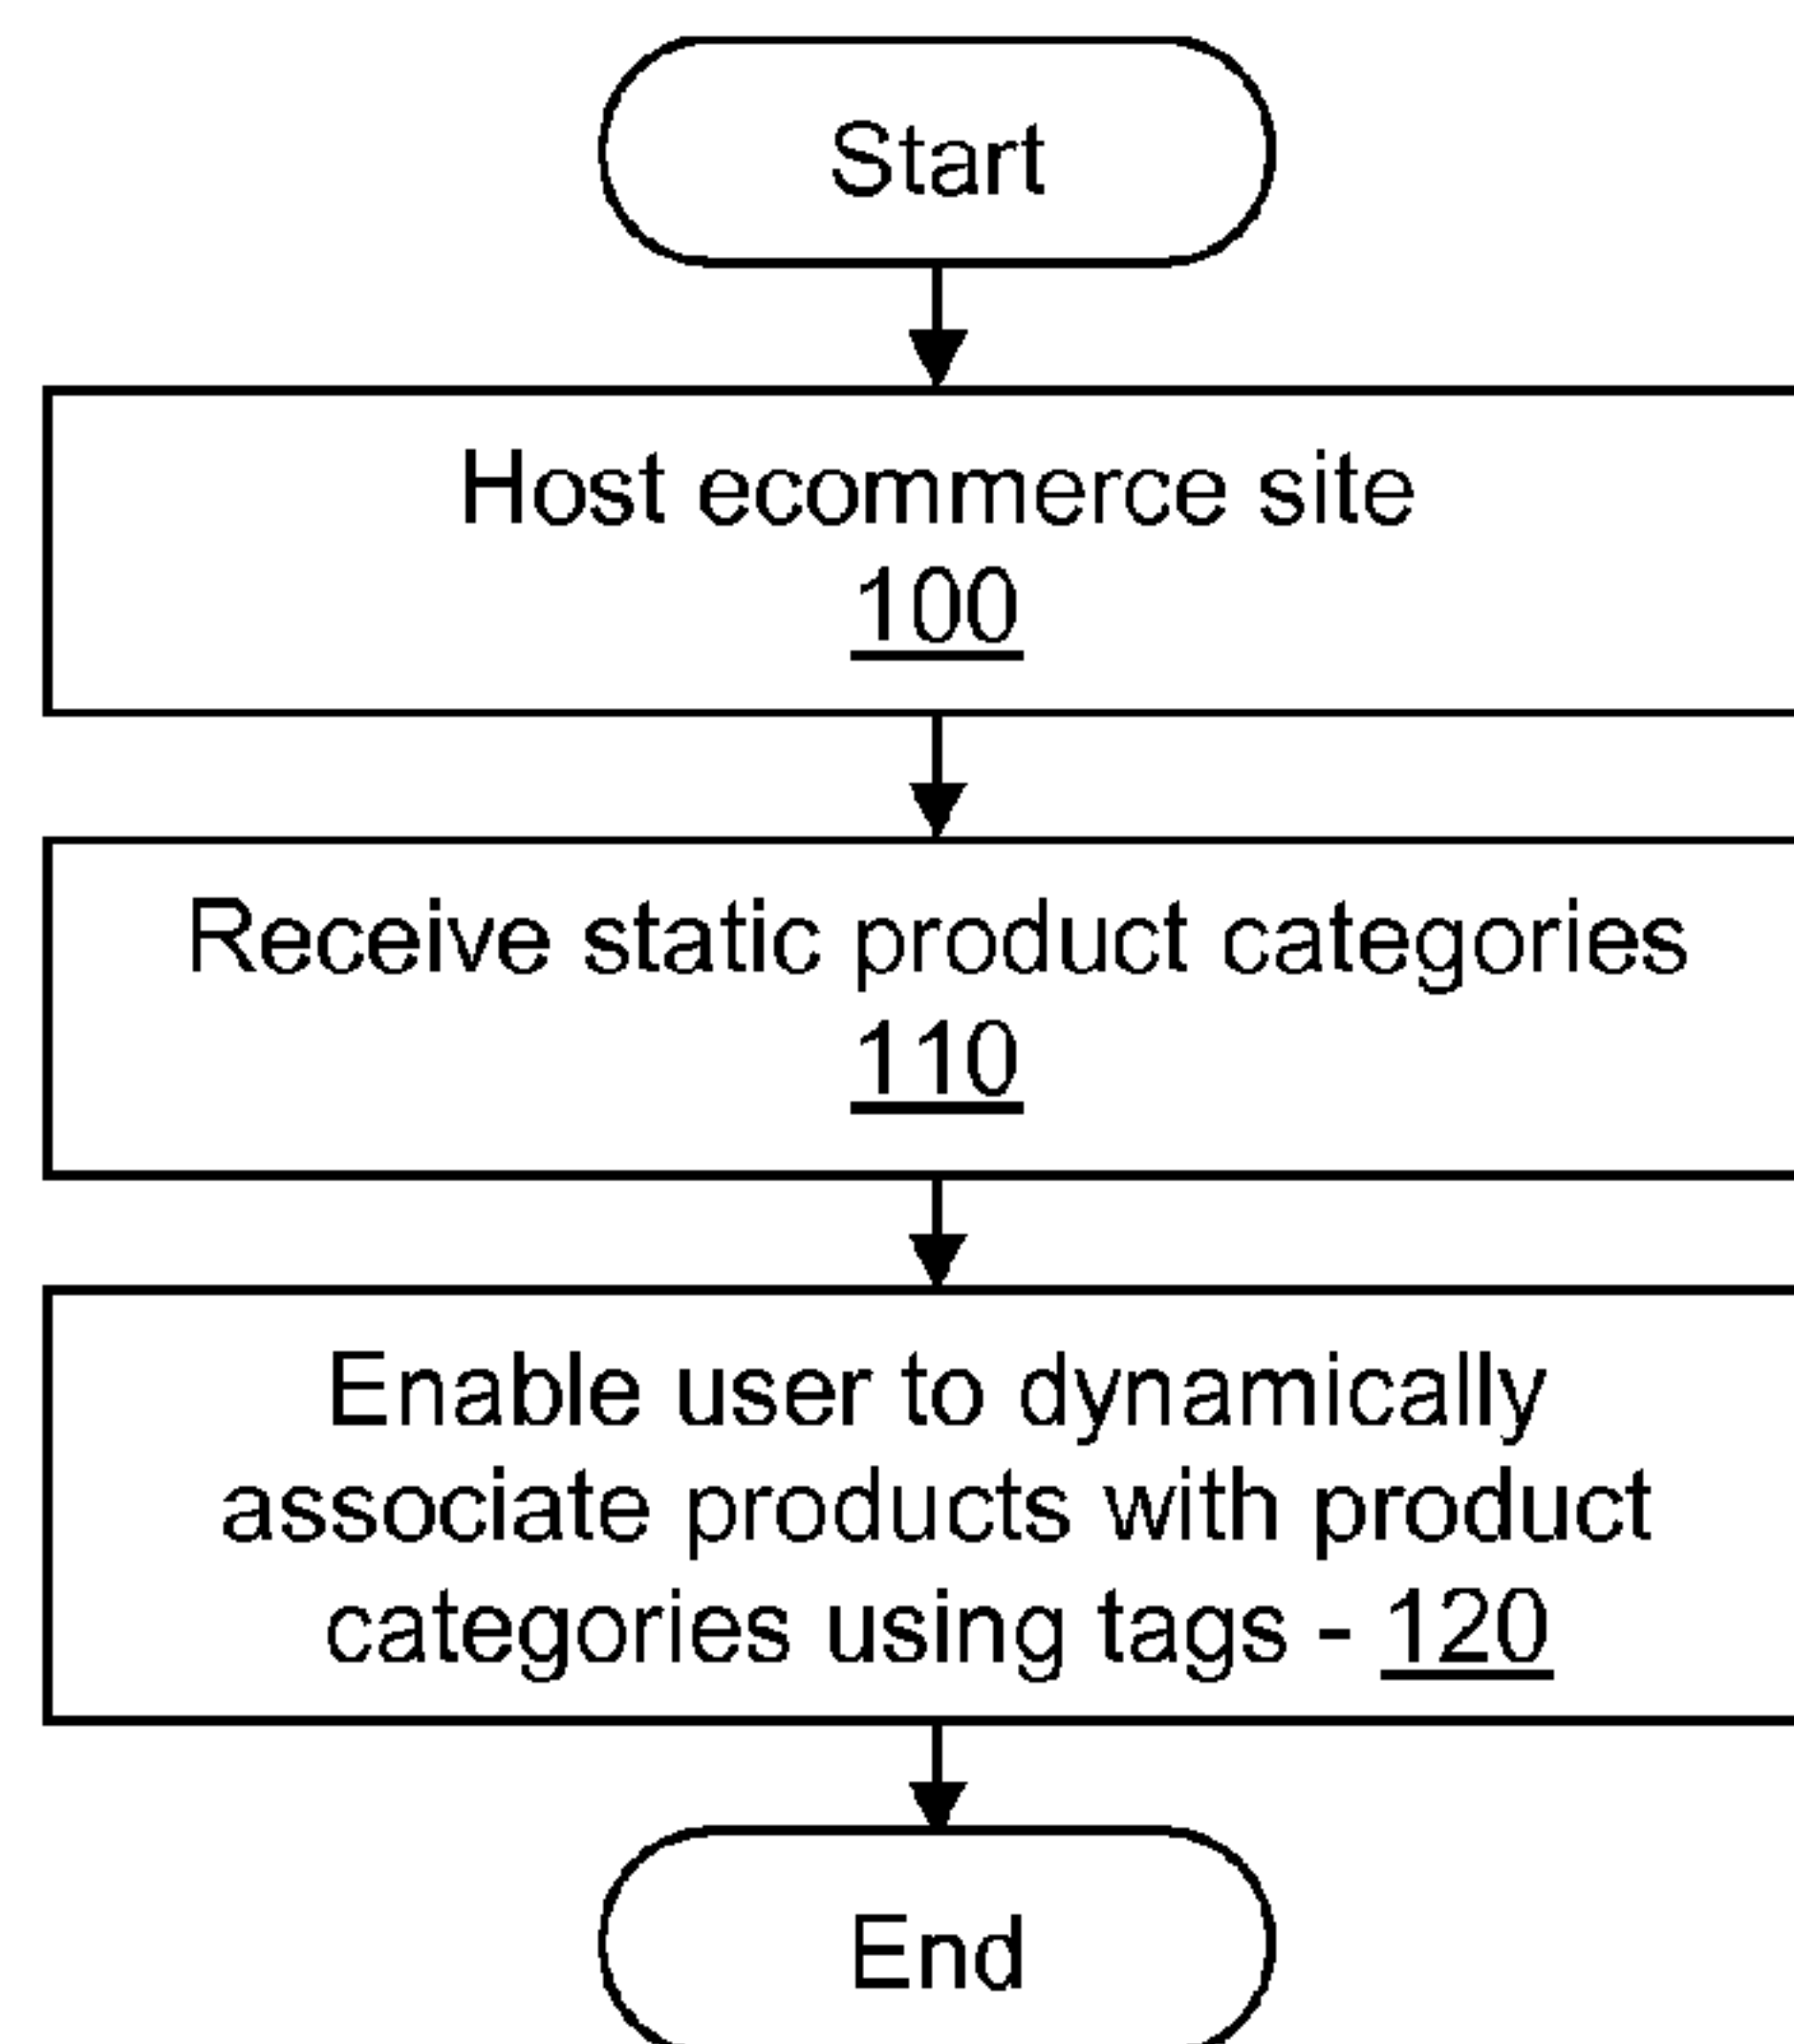 Start
Host ecommerce site
100
Receive static product categories
110
Enable user to dynamically
associate products with product
categories using tags - 120
End